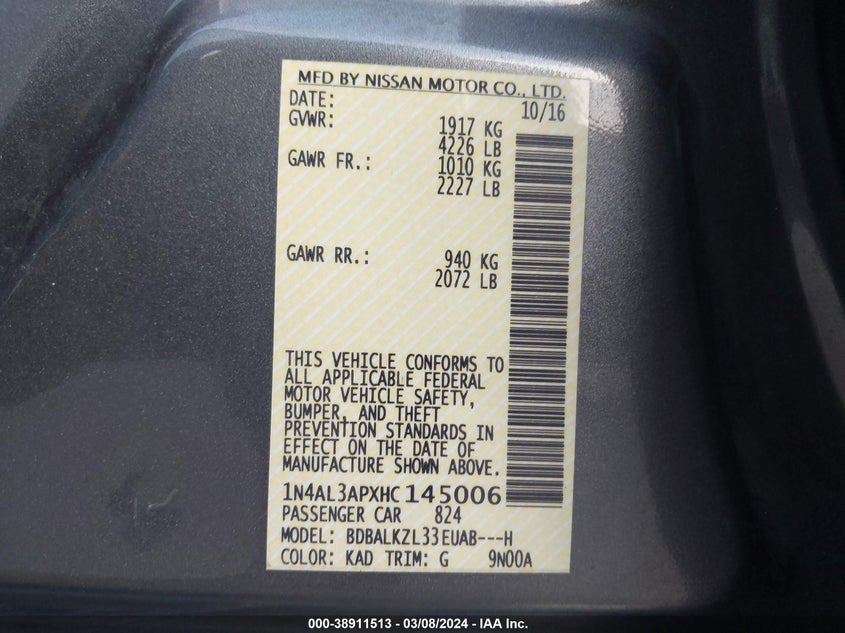 MFD BY NISSAN MOTOR CO., LTD.
DATE: 10/16
GVWR: 1917 KG
4226 LB
GAWR FR.: 1010 KG
2227 LB
GAWR RR.: 940 KG
2072 LB
THIS VEHICLE CONFORMS TO
ALL APPLICABLE FEDERAL
MOTOR VEHICLE SAFETY,
BUMPER, AND THEFT
PREVENTION STANDARDS IN
EFFECT ON THE DATE OF
MANUFACTURE SHOWN ABOVE.
1N4AL3APXHC145006
PASSENGER CAR 824
MODEL: BDBALKZL33EUAB---H
COLOR: KAD TRIM: G 9N00A
000-38911513 - 03/08/2024 - IAA Inc.